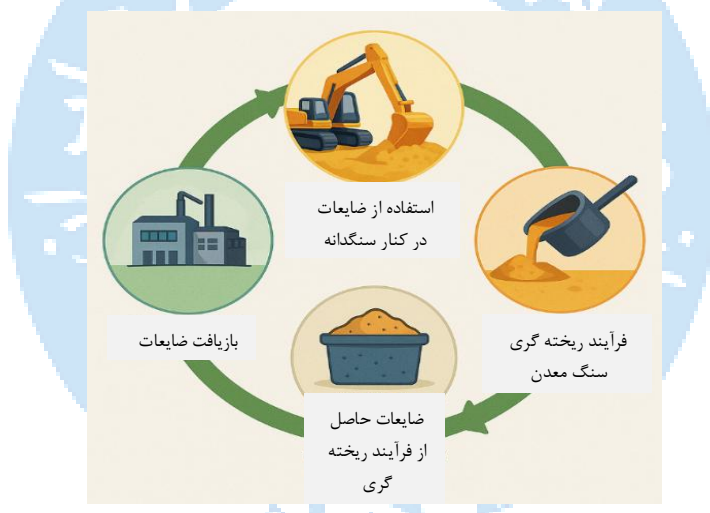 استفاده از ضایعات
در کنار سنگدانه
فرآیند ریخته گری
سنگ معدن
ضایعات حاصل
از فرآیند ریخته
گری
بازیافت ضایعات